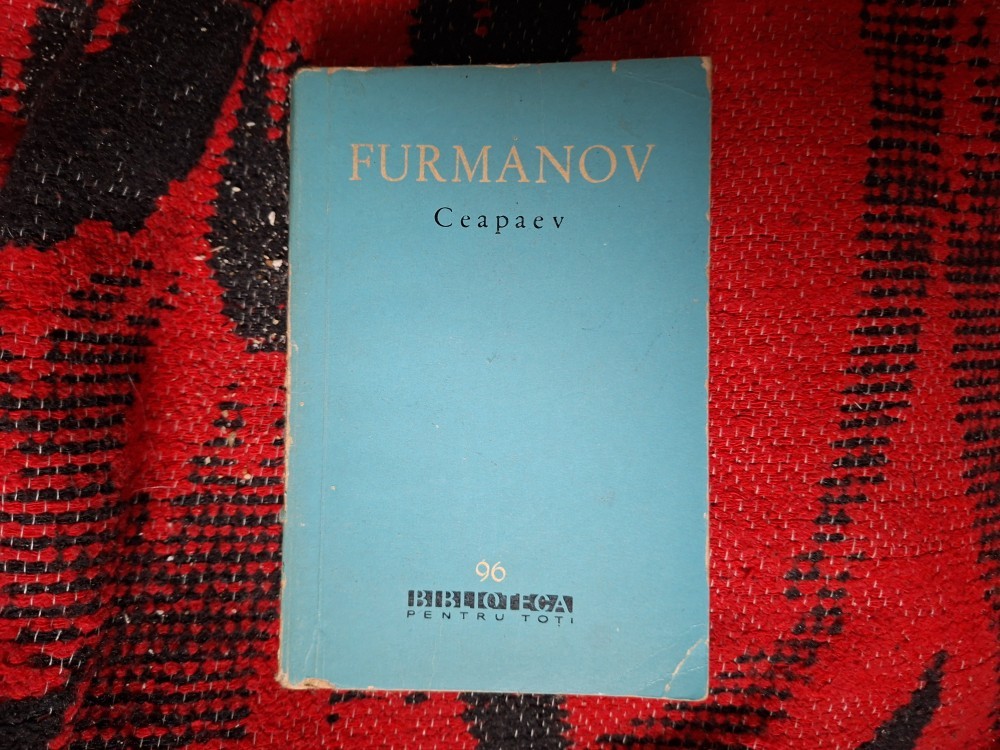 FURMANOV
Ceapaev
96
BIBLIOTECA
PENTRU TOȚI